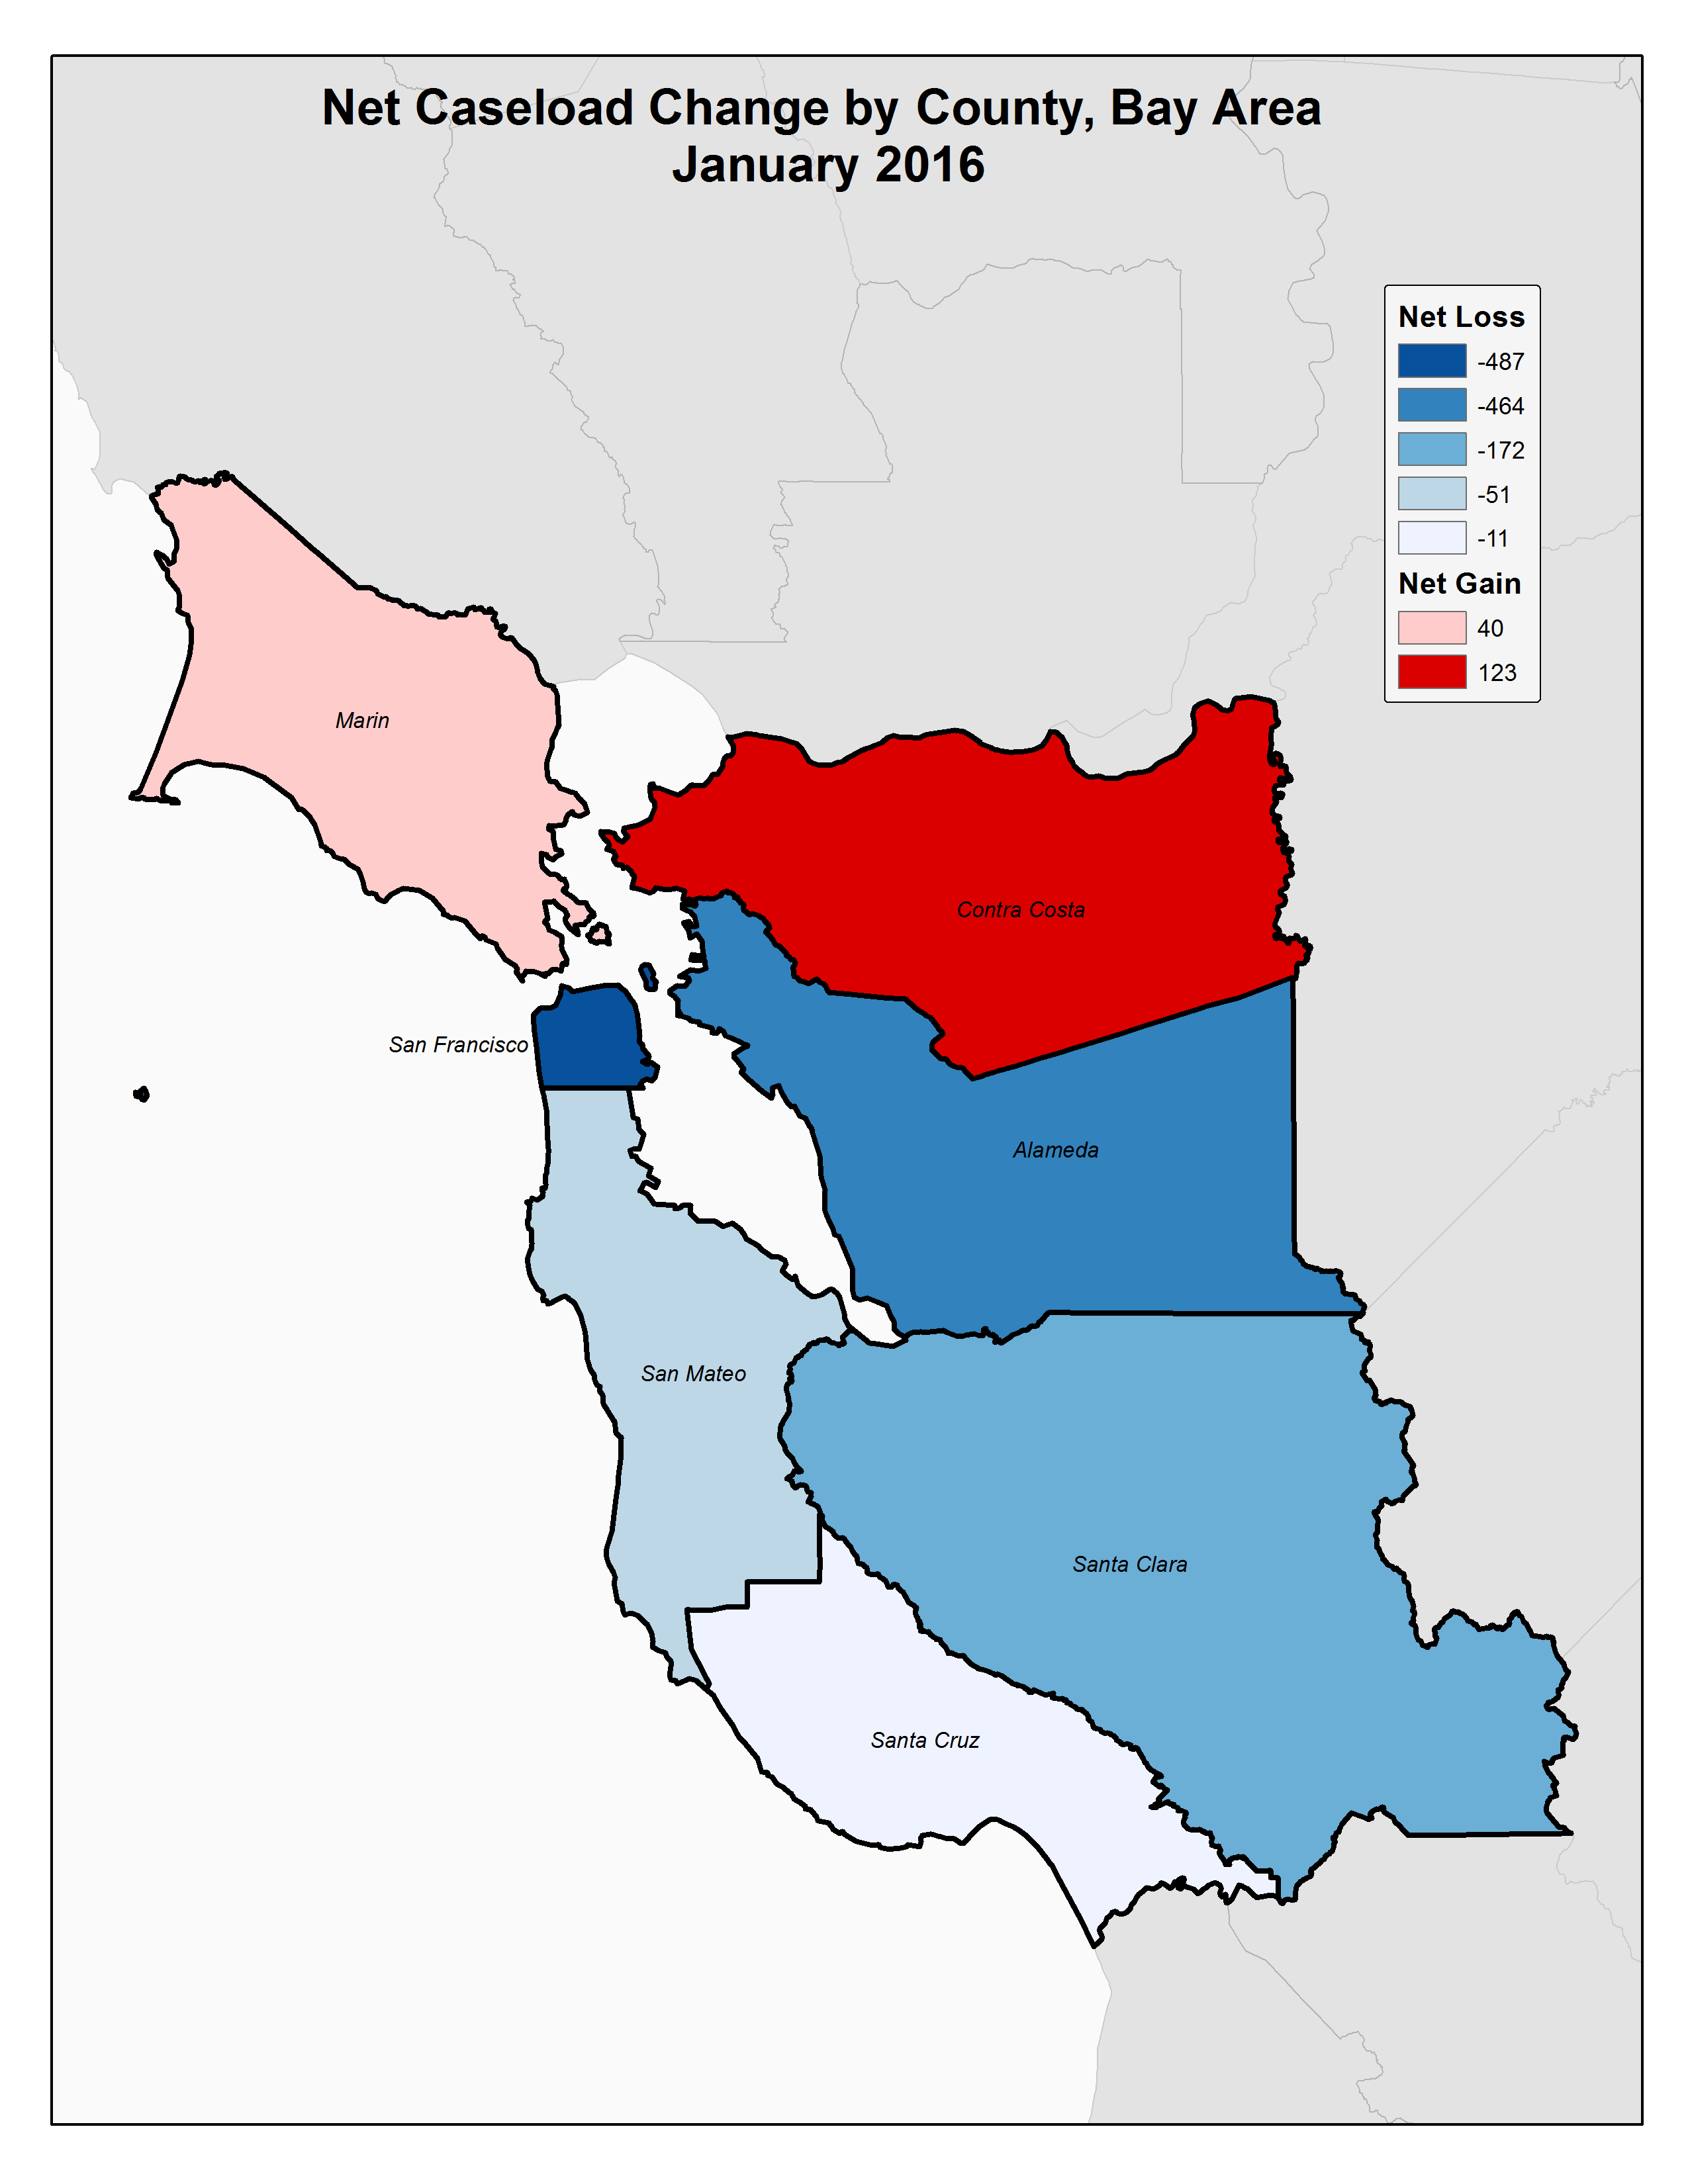 Net Caseload Change by County, Bay Area
January 2016
Net Loss
-487
-464
-172
-51
-11
Net Gain
40
123
Marin
Contra Costa
San Francisco
Alameda
San Mateo
Santa Clara
Santa Cruz